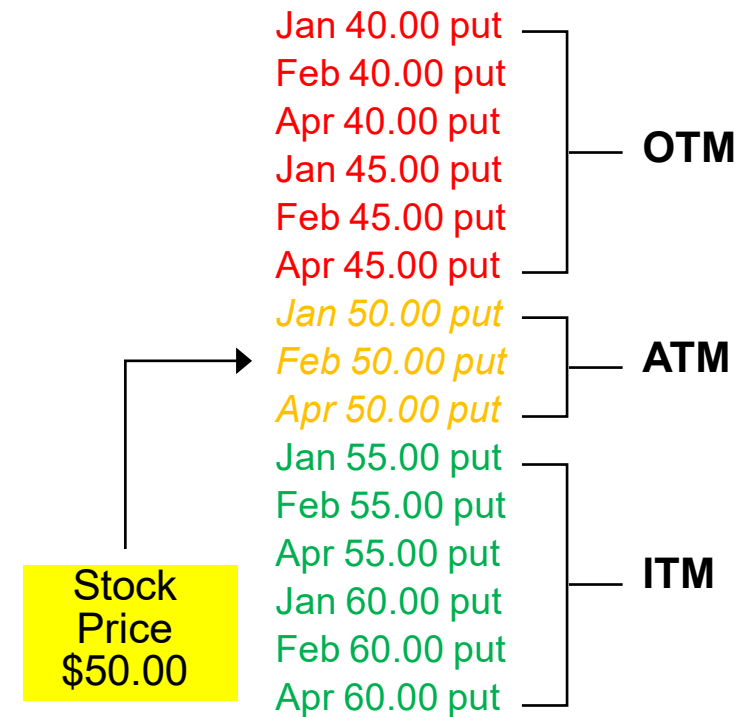 Jan 40.00 put
Feb 40.00 put
Apr 40.00 put
Jan 45.00 put
Feb 45.00 put
Apr 45.00 put
OTM
Jan 50.00 put
Feb 50.00 put
Apr 50.00 put
ATM
Jan 55.00 put
Feb 55.00 put
Apr 55.00 put
Jan 60.00 put
Feb 60.00 put
Apr 60.00 put
ITM
Stock
Price
$50.00